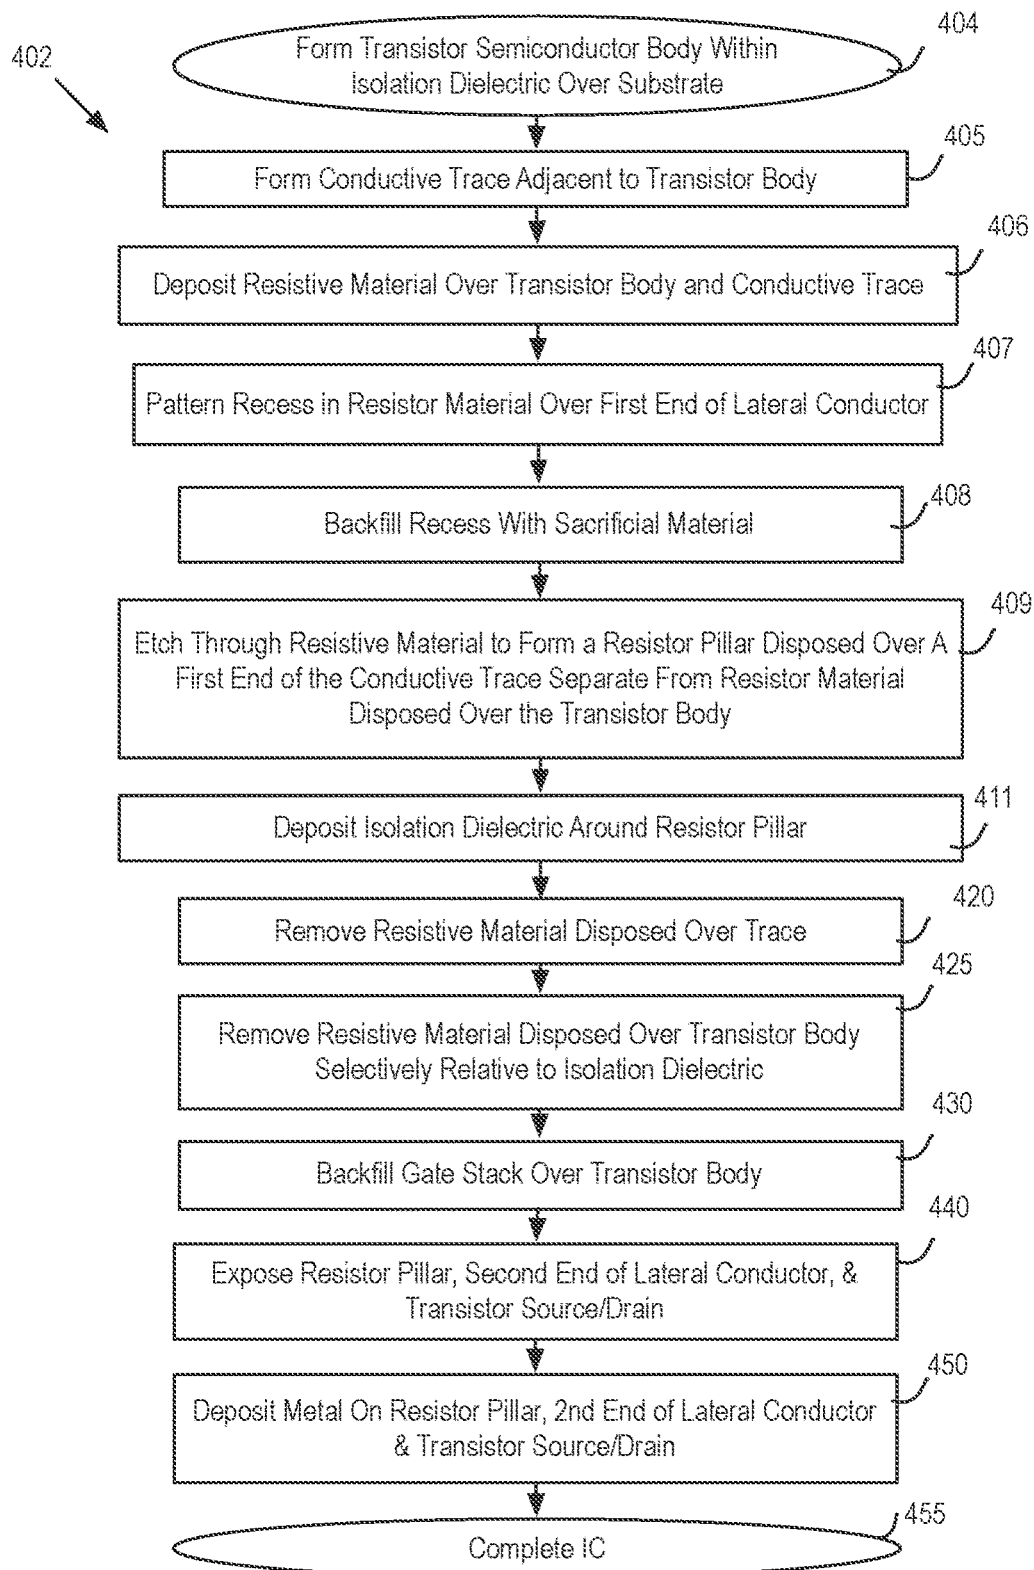 402
404
Form Transistor Semiconductor Body Within
Isolation Dielectric Over Substrate
405
Form Conductive Trace Adjacent to Transistor Body
406
Deposit Resistive Material Over Transistor Body and Conductive Trace
407
Pattern Recess in Resistor Material Over First End of Lateral Conductor
408
Backfill Recess With Sacrificial Material
409
Etch Through Resistive Material to Form a Resistor Pillar Disposed Over A
First End of the Conductive Trace Separate From Resistor Material
Disposed Over the Transistor Body
411
Deposit Isolation Dielectric Around Resistor Pillar
420
Remove Resistive Material Disposed Over Trace
425
Remove Resistive Material Disposed Over Transistor Body
Selectively Relative to Isolation Dielectric
430
Backfill Gate Stack Over Transistor Body
440
Expose Resistor Pillar, Second End of Lateral Conductor, &
Transistor Source/Drain
450
Deposit Metal On Resistor Pillar, 2nd End of Lateral Conductor
& Transistor Source/Drain
455
Complete IC